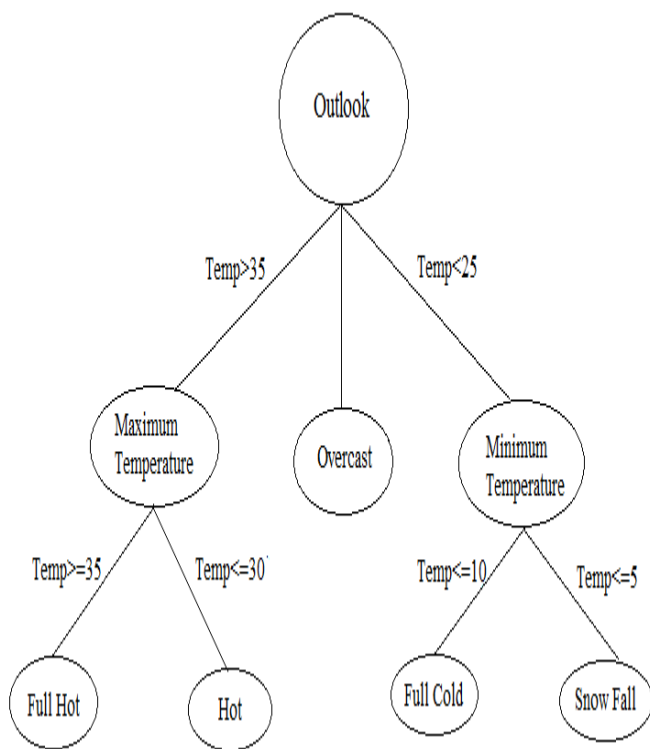 Outlook
Temp>35
Temp<25
Maximum
Temperature
Overcast
Minimum
Temperature
Temp>=35
Temp<=30
Temp<=10
Temp<=5
Full Hot
Hot
Full Cold
Snow Fall